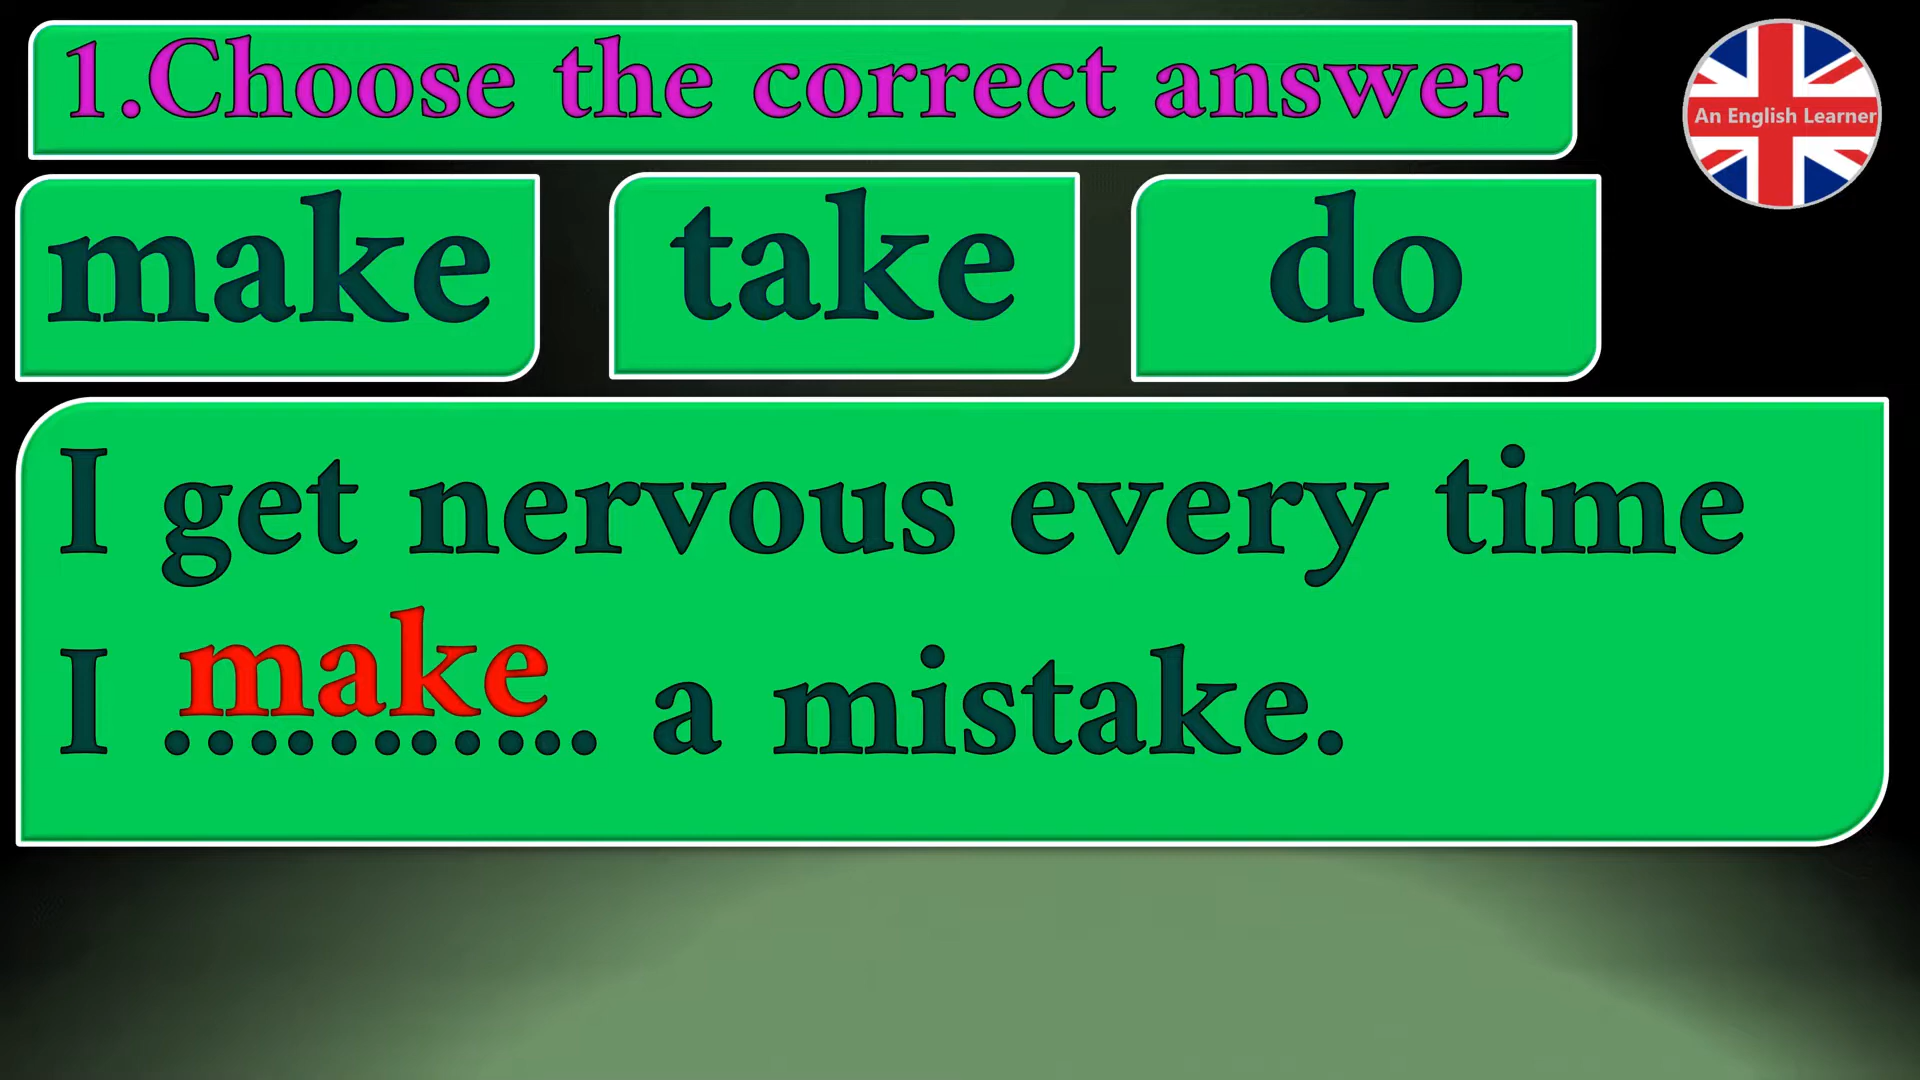 1.Choose the correct answer
An English Learner
make take do
I get nervous every time
I make ........... a mistake.